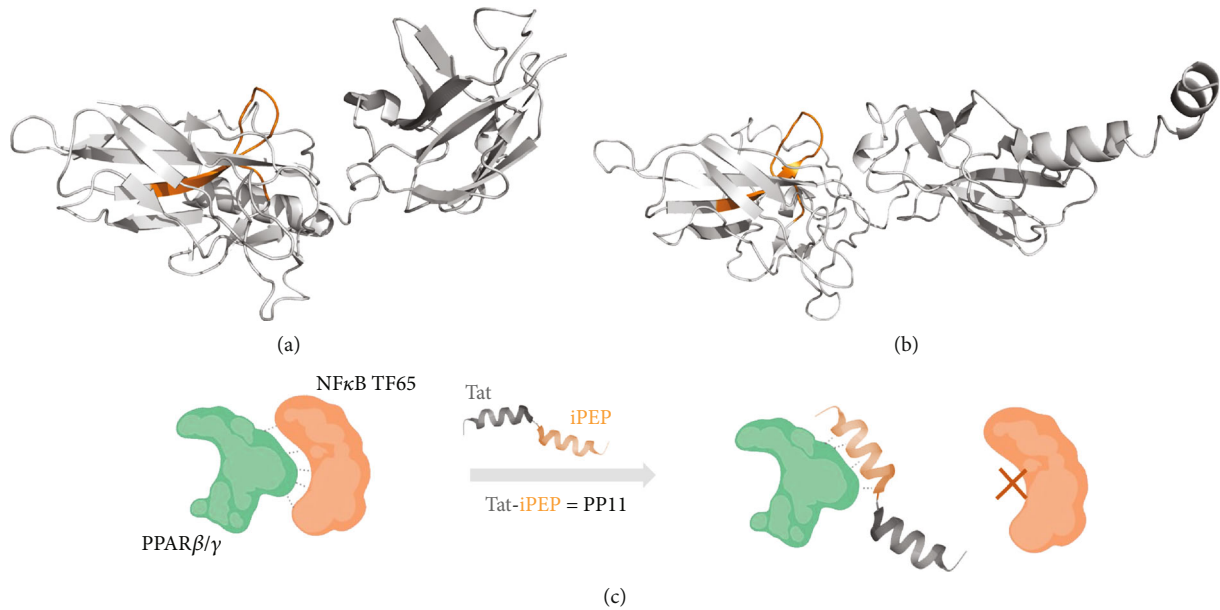 (a)
(b)
NFκB TF65
Tat
iPEP
Tat-iPEP = PP11
PPARβ/γ
(c)